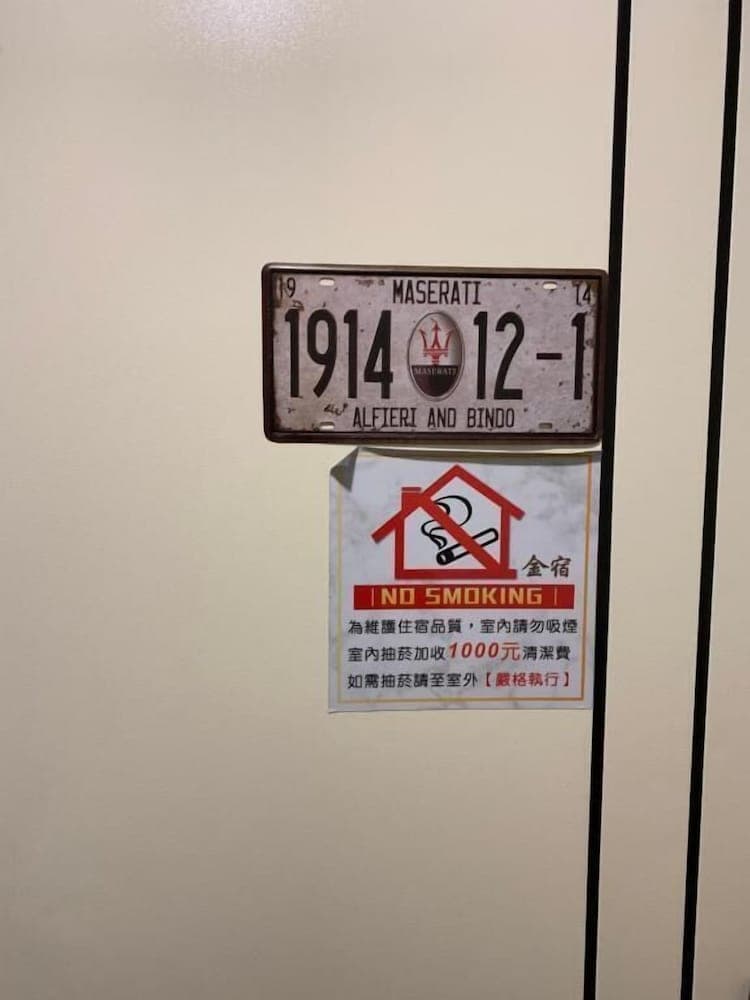 19 MASERATI 14
1914 MASERATI 12-1
ALFIERI AND BINDO
金宿
NO SMOKING
為維護住宿品質，室內請勿吸煙
室內抽菸加收1000元清潔費
如需抽菸請至室外【嚴格執行】